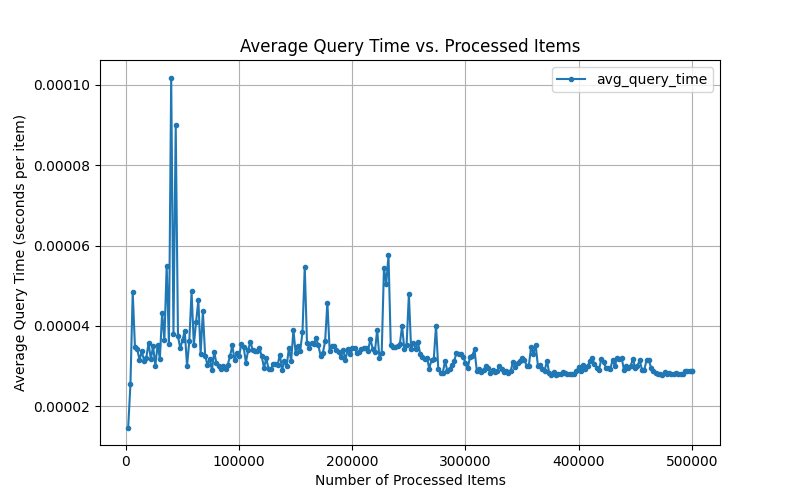 Average Query Time vs. Processed Items
avg_query_time
0.00010
0.00008
0.00006
0.00004
0.00002
Average Query Time (seconds per item)
0 100000 200000 300000 400000 500000
Number of Processed Items